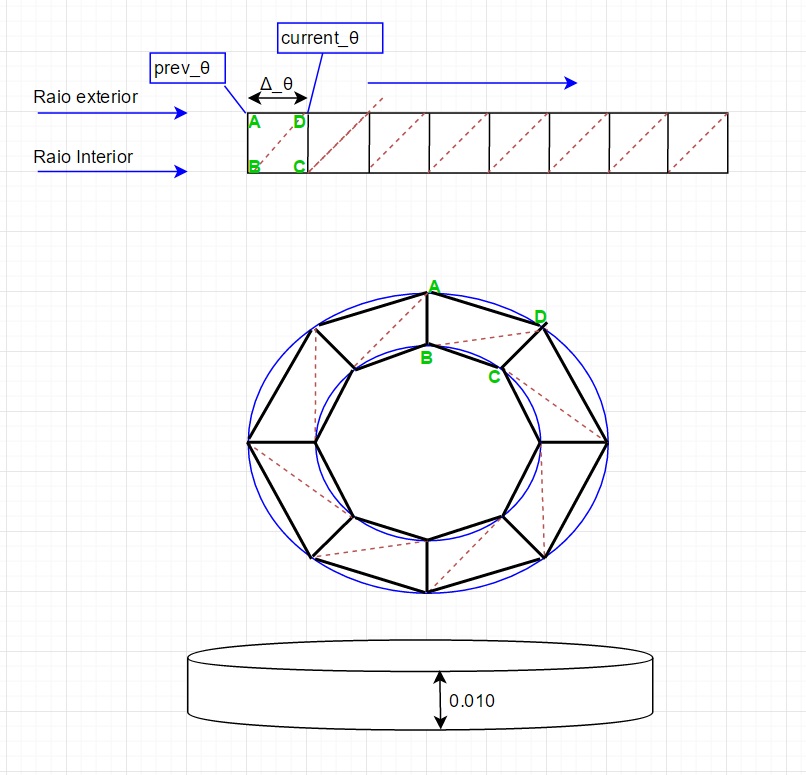 current_θ
prev_θ
Δ_θ
Raio exterior
A D
Raio Interior
B C
A
D
B
C
0.010